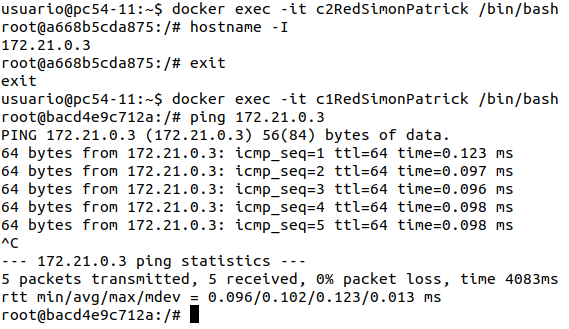 usuario@pc54-11:~$ docker exec -it c2RedSimonPatrick /bin/bash
root@a668b5cda875:/# hostname -I
172.21.0.3
root@a668b5cda875:/# exit
exit
usuario@pc54-11:~$ docker exec -it c1RedSimonPatrick /bin/bash
root@bacd4e9c712a:/# ping 172.21.0.3
PING 172.21.0.3 (172.21.0.3) 56(84) bytes of data.
64 bytes from 172.21.0.3: icmp_seq=1 ttl=64 time=0.123 ms
64 bytes from 172.21.0.3: icmp_seq=2 ttl=64 time=0.097 ms
64 bytes from 172.21.0.3: icmp_seq=3 ttl=64 time=0.096 ms
64 bytes from 172.21.0.3: icmp_seq=4 ttl=64 time=0.098 ms
64 bytes from 172.21.0.3: icmp_seq=5 ttl=64 time=0.098 ms
^C
--- 172.21.0.3 ping statistics ---
5 packets transmitted, 5 received, 0% packet loss, time 4083ms
rtt min/avg/max/mdev = 0.096/0.102/0.123/0.013 ms
root@bacd4e9c712a:/#